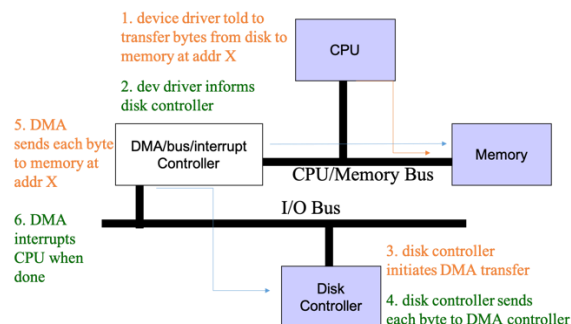 1. device driver told to
transfer bytes from disk to
memory at addr X
2. dev driver informs
disk controller
CPU
5. DMA
sends each byte
to memory at
addr X
DMA/bus/interrupt
Controller
Memory
CPU/Memory Bus
I/O Bus
6. DMA
interrupts
CPU when
done
3. disk controller
initiates DMA transfer
Disk
Controller
4. disk controller sends
each byte to DMA controller